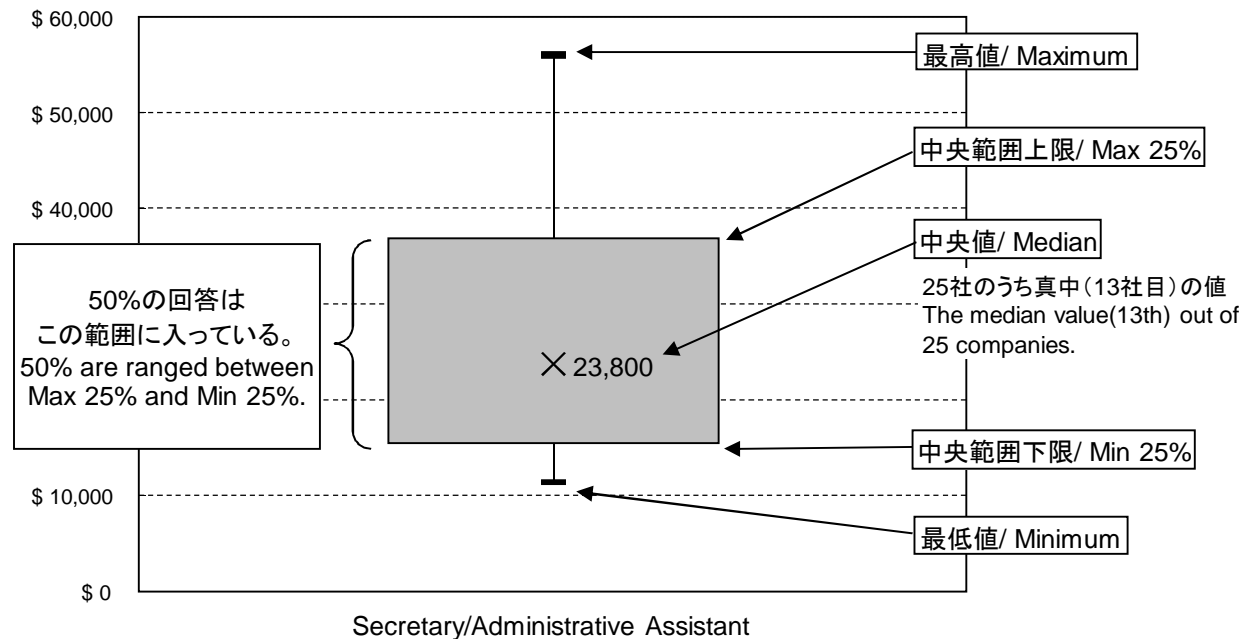 $ 60,000
$ 50,000
$ 40,000
$ 10,000
$ 0
50%の回答は
この範囲に入っている。
50% are ranged between
Max 25% and Min 25%.
× 23,800
最高値/ Maximum
中央範囲上限/ Max 25%
中央値/ Median
25社のうち真中(13社目)の値
The median value(13th) out of
25 companies.
中央範囲下限/ Min 25%
最低値/ Minimum
Secretary/Administrative Assistant